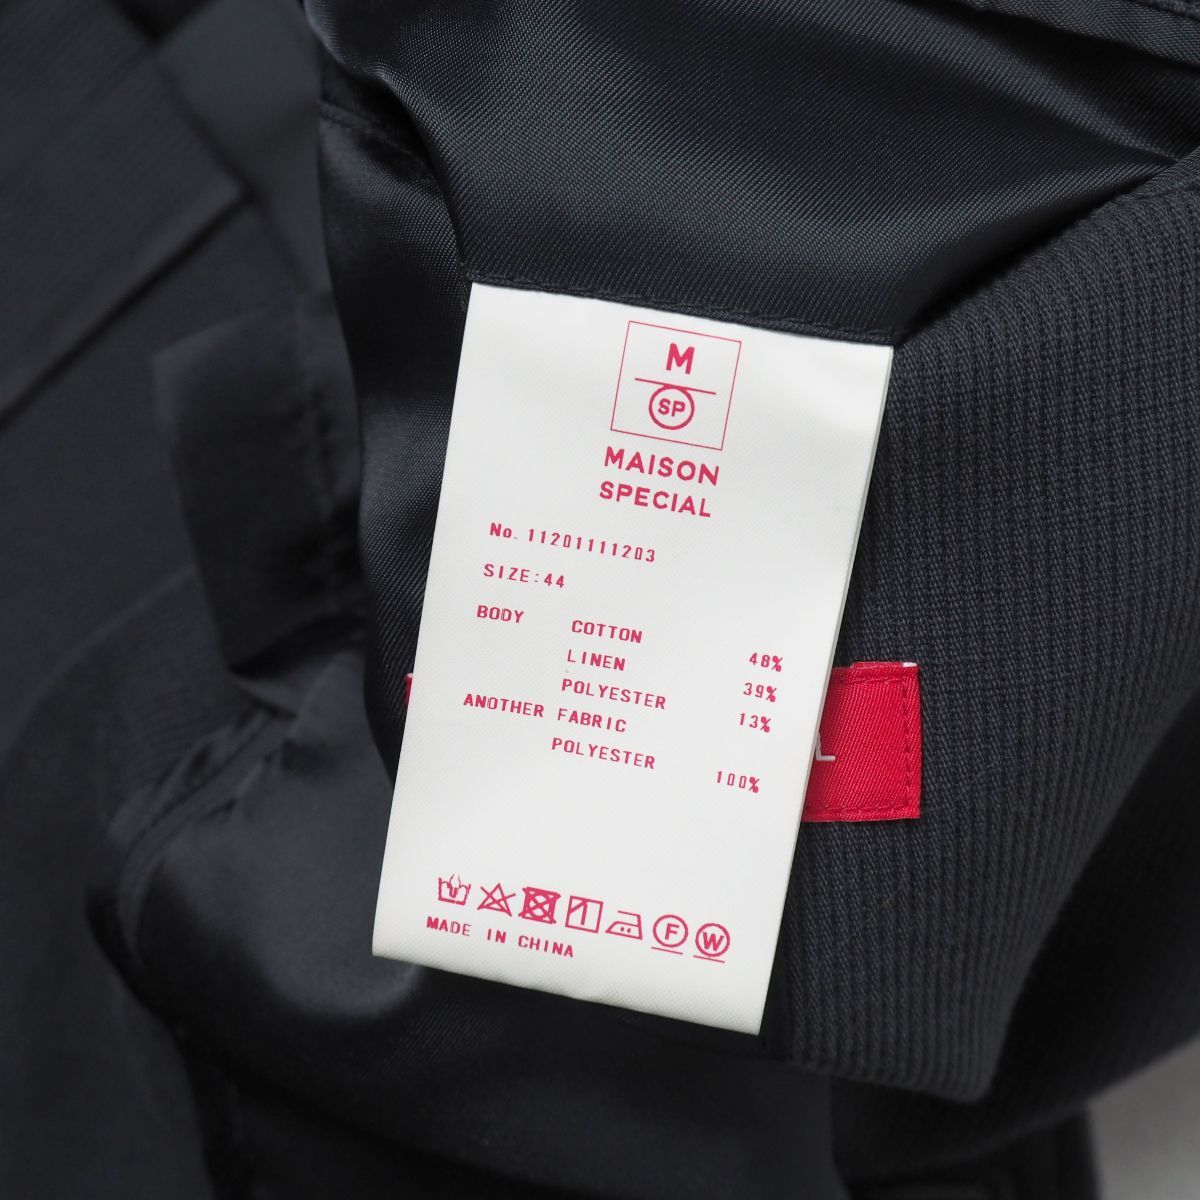 M
SP
MAISON
SPECIAL
No. 11201111203
SIZE:44
BODY COTTON 48%
LINEN 39%
POLYESTER 13%
ANOTHER FABRIC
POLYESTER 100%
F W
MADE IN CHINA
L